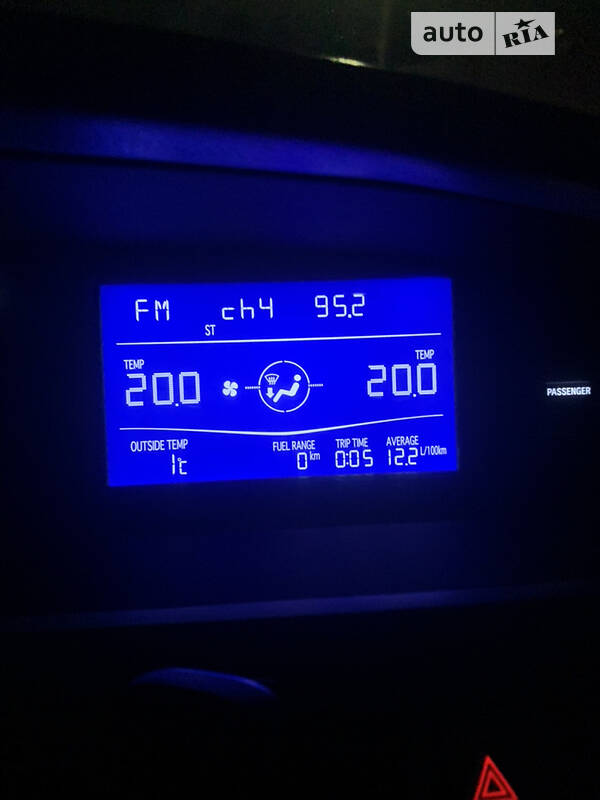 auto RIA
FM ch4 95.2
ST
TEMP TEMP
20.0 20.0
PASSENGER
OUTSIDE TEMP FUEL RANGE TRIP TIME AVERAGE
1℃ 0 km 0:05 12.2 L/100km